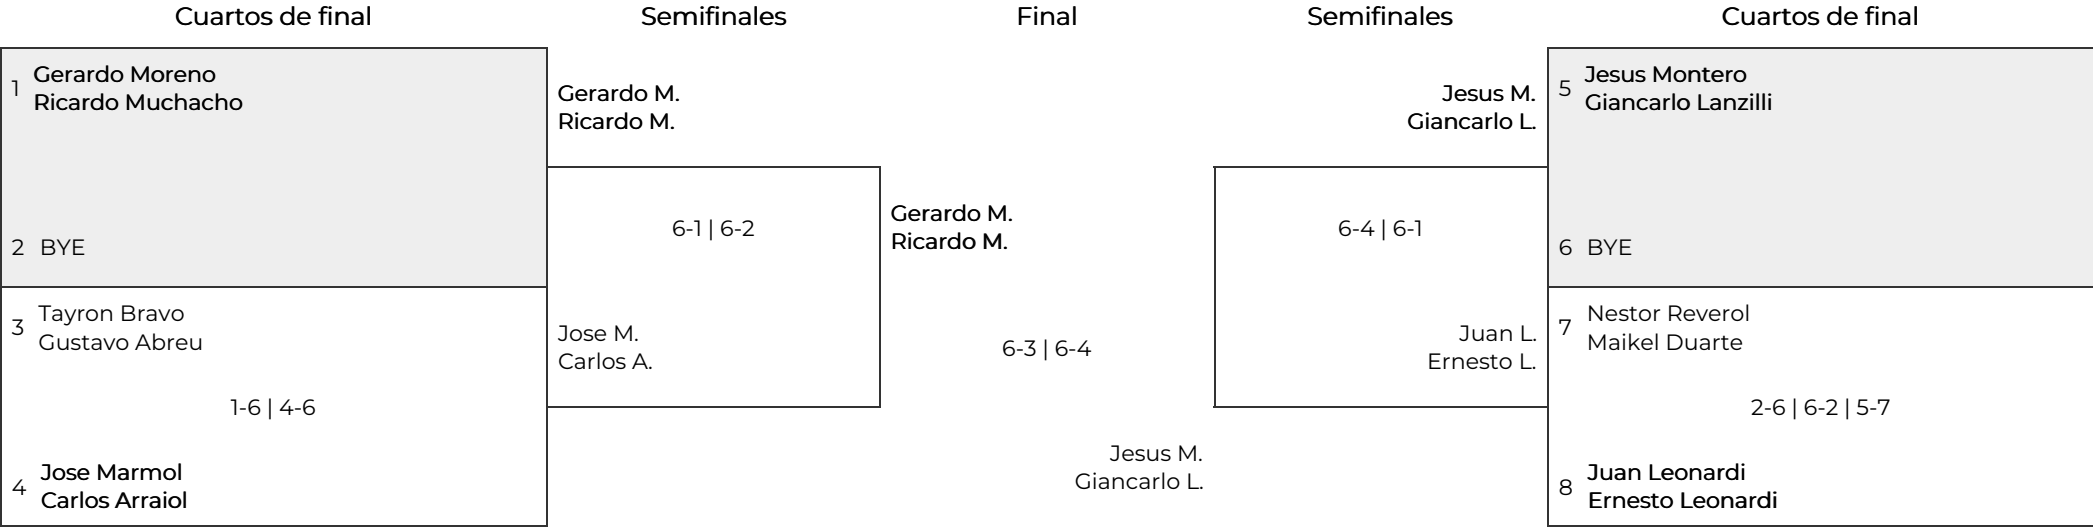 Cuartos de final
Semifinales
Final
Semifinales
Cuartos de final
1
Gerardo Moreno
Ricardo Muchacho
2 BYE
3
Tayron Bravo
Gustavo Abreu
1-6 | 4-6
4
Jose Marmol
Carlos Arraiol
Gerardo M.
Ricardo M.
6-1 | 6-2
Jose M.
Carlos A.
Gerardo M.
Ricardo M.
6-3 | 6-4
Jesus M.
Giancarlo L.
Jesus M.
Giancarlo L.
6-4 | 6-1
Juan L.
Ernesto L.
5
Jesus Montero
Giancarlo Lanzilli
6 BYE
7
Nestor Reverol
Maikel Duarte
2-6 | 6-2 | 5-7
8
Juan Leonardi
Ernesto Leonardi